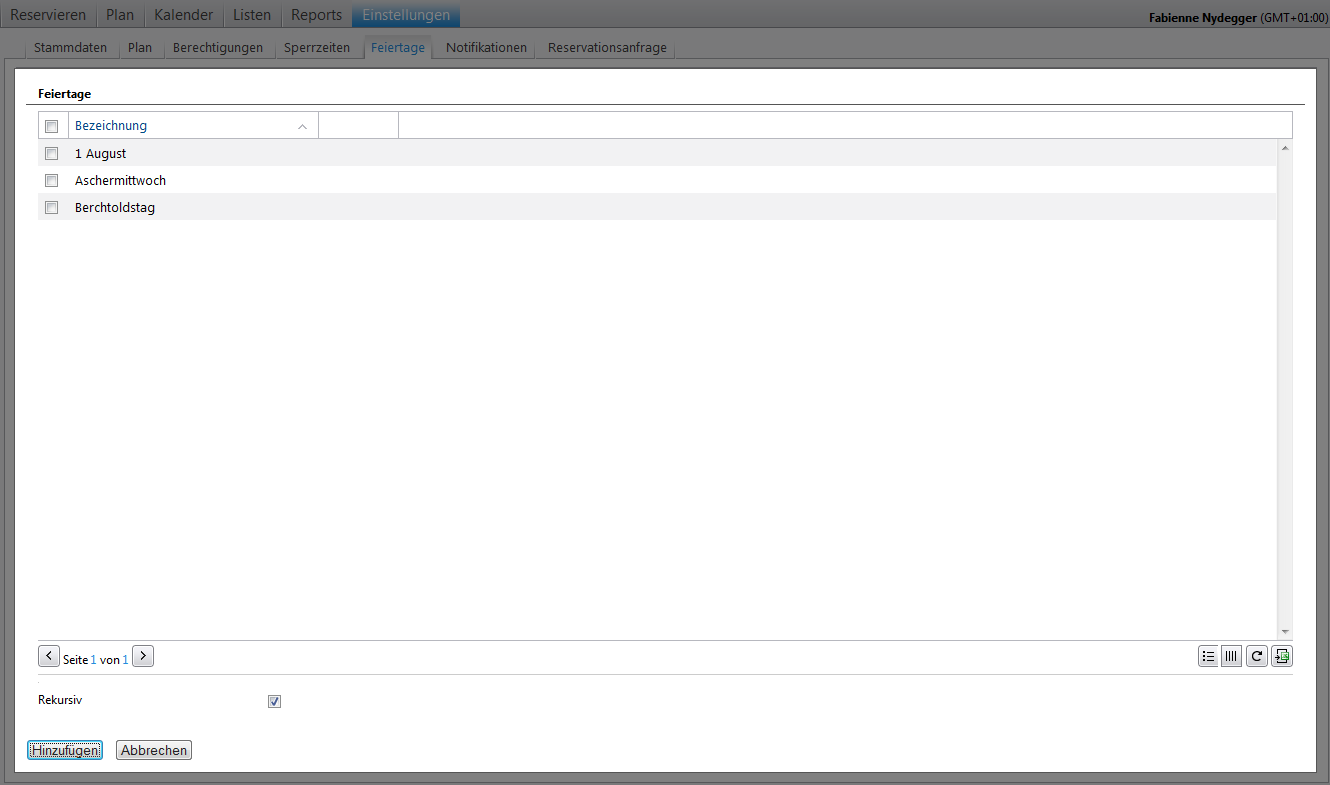 Reservieren Plan Kalender Listen Reports Einstellungen
Fabienne Nydegger (GMT+01:00)
Stammdaten Plan Berechtigungen Sperrzeiten Feiertage Notifikationen Reservationsanfrage
Feiertage
Bezeichnung
1 August
Aschermittwoch
Berchtoldstag
Seite 1 von 1
Rekursiv
Hinzufügen Abbrechen